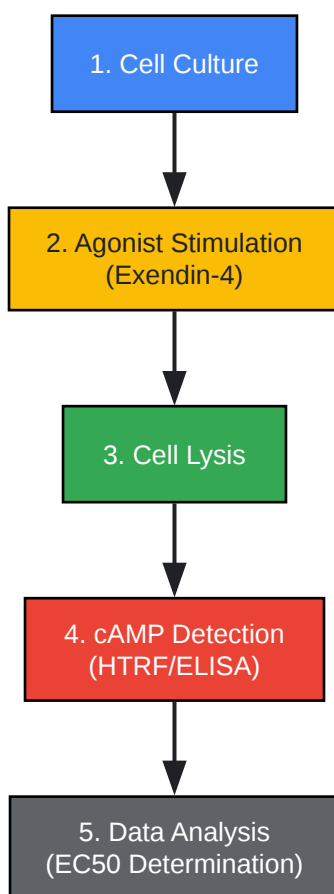 1. Cell Culture
2. Agonist Stimulation
(Exendin-4)
3. Cell Lysis
4. cAMP Detection
(HTRF/ELISA)
5. Data Analysis
(EC50 Determination)